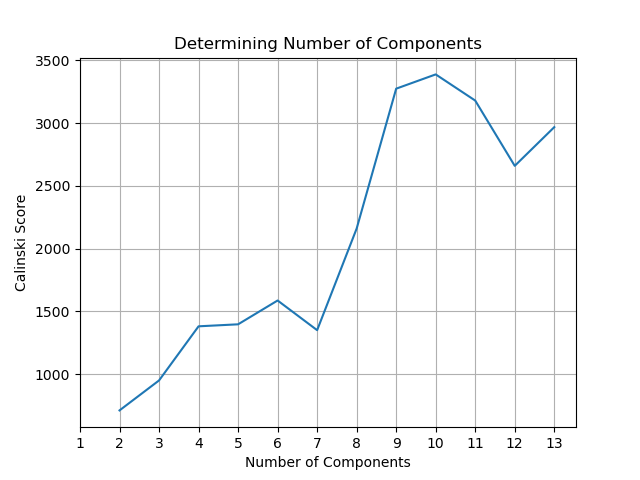 Determining Number of Components
3500
3000
2500
2000
1500
1000
Calinski Score
1 2 3 4 5 6 7 8 9 10 11 12 13
Number of Components